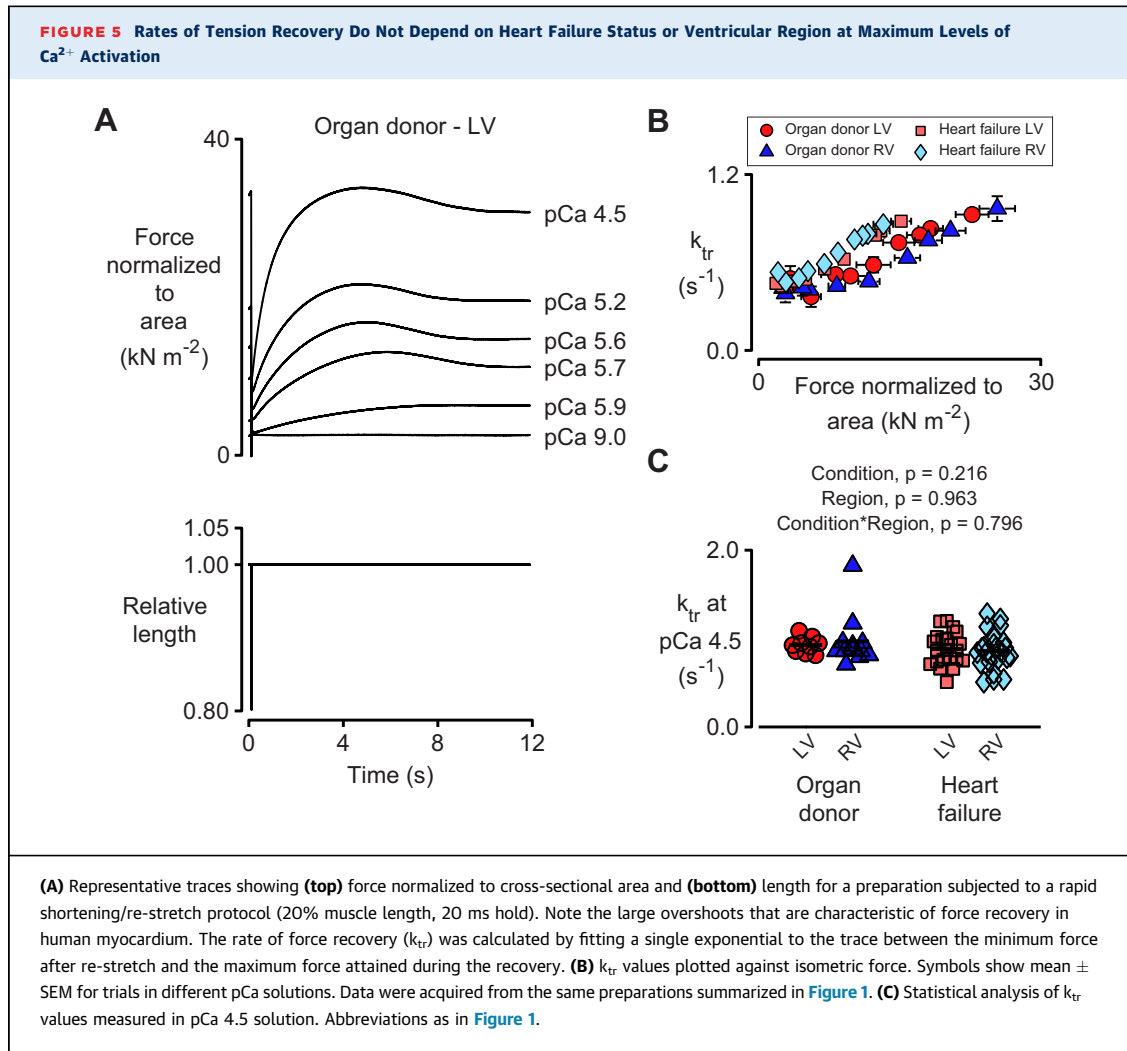 FIGURE 5 Rates of Tension Recovery Do Not Depend on Heart Failure Status or Ventricular Region at Maximum Levels of
Ca2+ Activation
A
Organ donor - LV
40
Force
normalized
to
area
(kN m-2)
0
pCa 4.5
pCa 5.2
pCa 5.6
pCa 5.7
pCa 5.9
pCa 9.0
1.05
1.00
Relative
length
0.80
0 4 8 12
Time (s)
B
Organ donor LV Heart failure LV
Organ donor RV Heart failure RV
1.2
ktr
(s-1)
0.0
0 30
Force normalized to
area (kN m-2)
C
Condition, p = 0.216
Region, p = 0.963
Condition*Region, p = 0.796
2.0
ktr at
pCa 4.5
(s-1)
0.0
LV RV LV RV
Organ donor
Heart failure
(A) Representative traces showing (top) force normalized to cross-sectional area and (bottom) length for a preparation subjected to a rapid
shortening/re-stretch protocol (20% muscle length, 20 ms hold). Note the large overshoots that are characteristic of force recovery in
human myocardium. The rate of force recovery (ktr) was calculated by fitting a single exponential to the trace between the minimum force
after re-stretch and the maximum force attained during the recovery. (B) ktr values plotted against isometric force. Symbols show mean ±
SEM for trials in different pCa solutions. Data were acquired from the same preparations summarized in Figure 1. (C) Statistical analysis of ktr
values measured in pCa 4.5 solution. Abbreviations as in Figure 1.